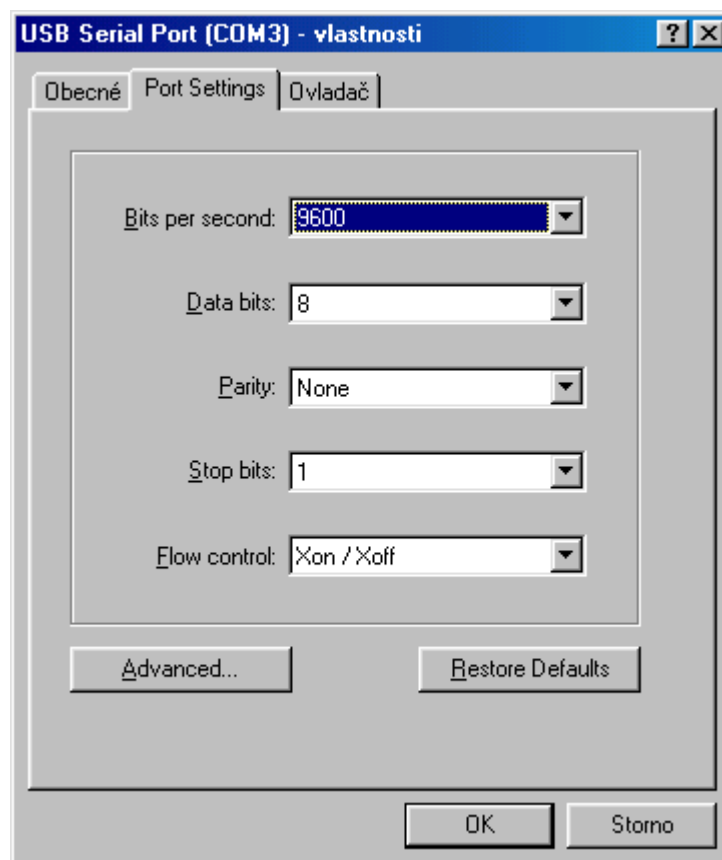 USB Serial Port (COM3) - vlastnosti
Obecné Port Settings Ovladač
Bits per second: 9600
Data bits: 8
Parity: None
Stop bits: 1
Flow control: Xon / Xoff
Advanced... Restore Defaults
OK Storno